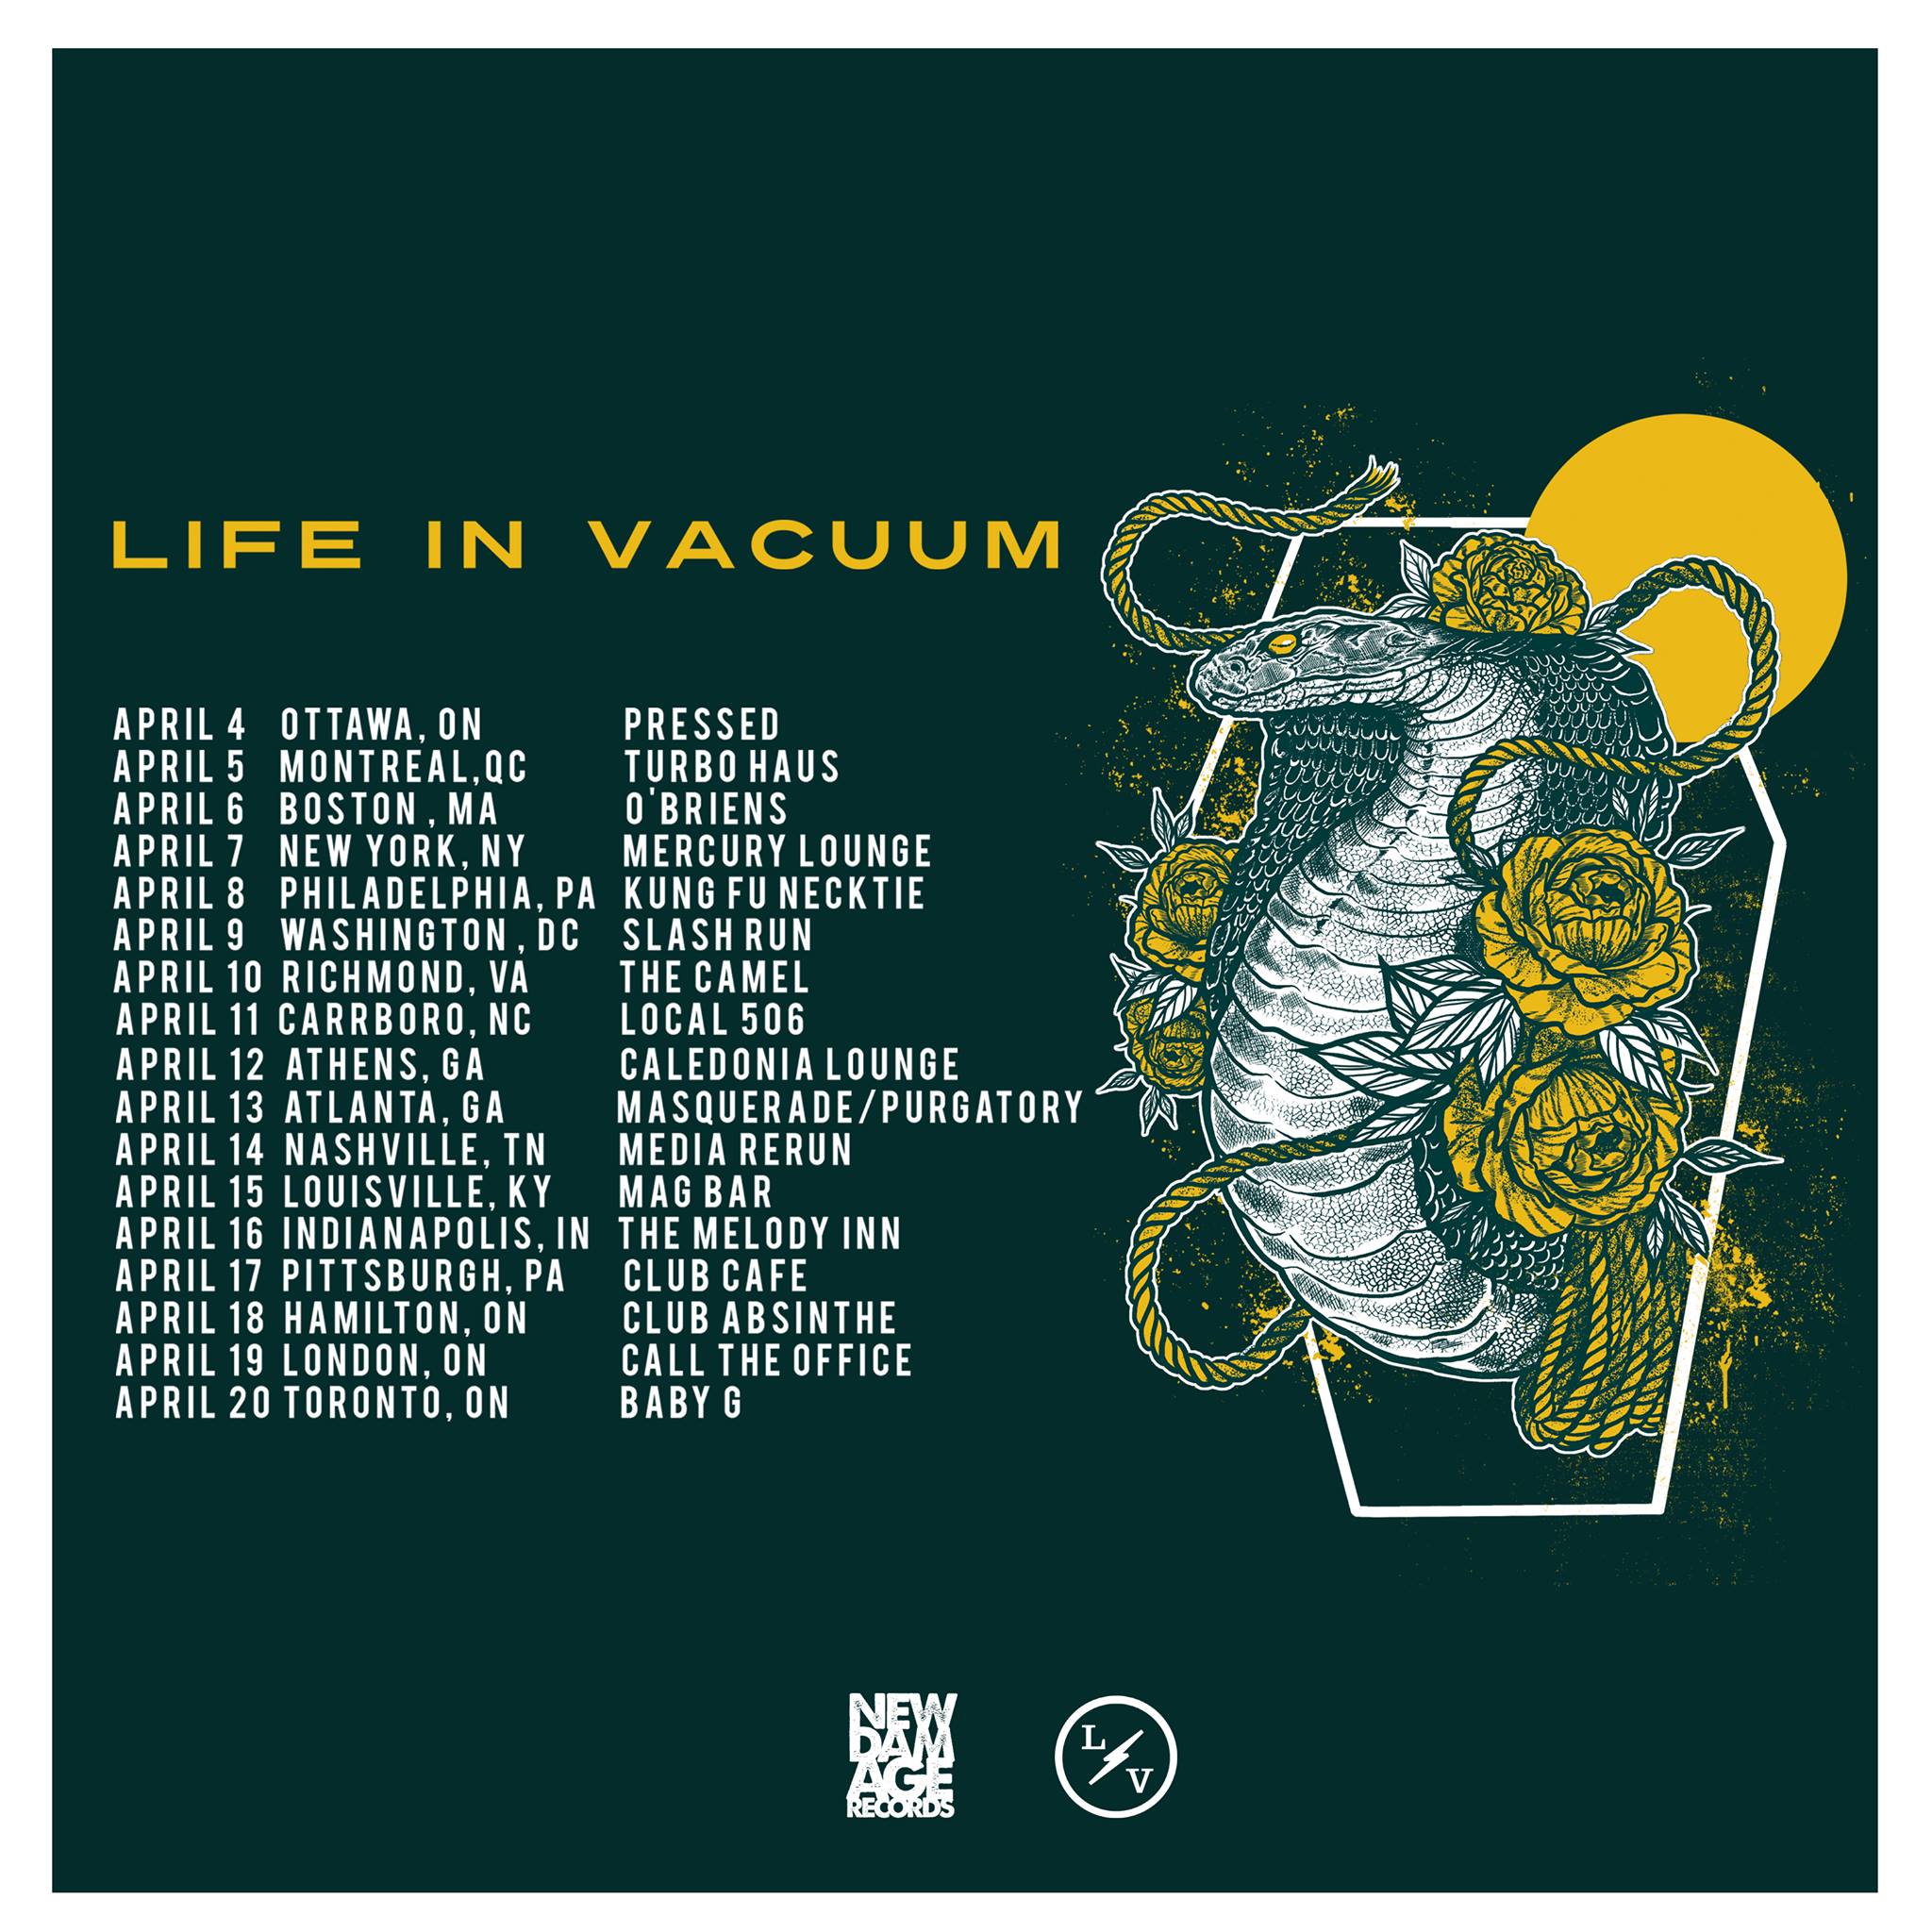 LIFE IN VACUUM
APRIL 4 OTTAWA, ON PRESSED
APRIL 5 MONTREAL,QC TURBO HAUS
APRIL 6 BOSTON , MA O'BRIENS
APRIL 7 NEW YORK, NY MERCURY LOUNGE
APRIL 8 PHILADELPHIA, PA KUNG FU NECKTIE
APRIL 9 WASHINGTON , DC SLASH RUN
APRIL 10 RICHMOND, VA THE CAMEL
APRIL 11 CARRBORO, NC LOCAL 506
APRIL 12 ATHENS, GA CALEDONIA LOUNGE
APRIL 13 ATLANTA, GA MASQUERADE/PURGATORY
APRIL 14 NASHVILLE, TN MEDIA RERUN
APRIL 15 LOUISVILLE, KY MAG BAR
APRIL 16 INDIANAPOLIS, IN THE MELODY INN
APRIL 17 PITTSBURGH, PA CLUB CAFE
APRIL 18 HAMILTON, ON CLUB ABSINTHE
APRIL 19 LONDON, ON CALL THE OFFICE
APRIL 20 TORONTO, ON BABY G
NEW
DAM
AGE
RECORDS
L
V